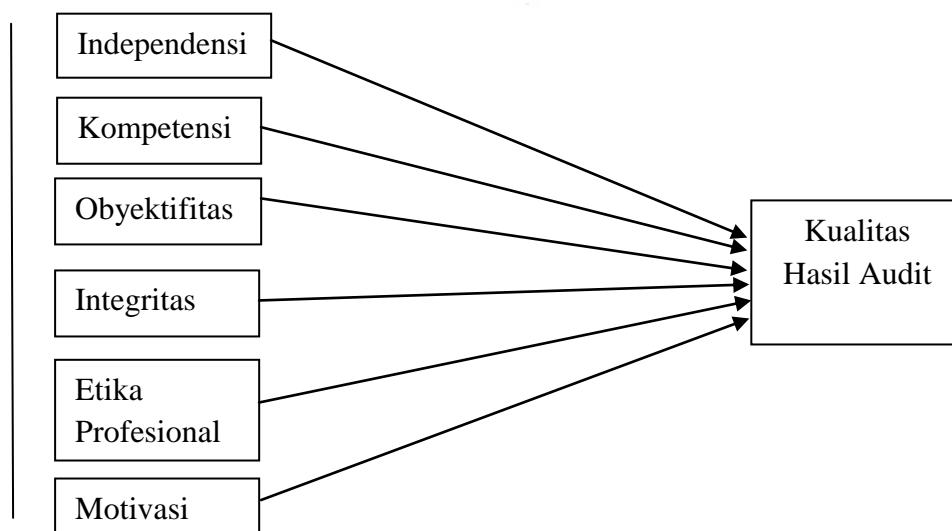 Independensi
Kompetensi
Obyektifitas
Integritas
Etika
Profesional
Motivasi
Kualitas
Hasil Audit